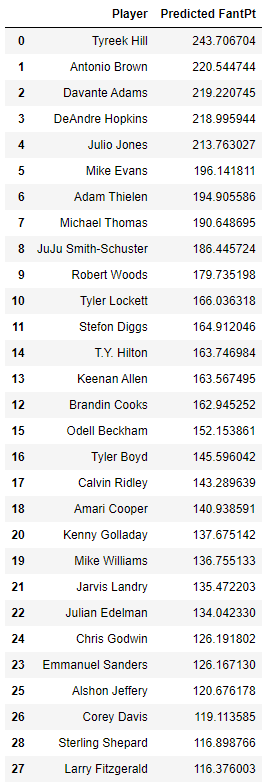 Player Predicted FantPt
0 Tyreek Hill 243.706704
1 Antonio Brown 220.544744
2 Davante Adams 219.220745
3 DeAndre Hopkins 218.995944
4 Julio Jones 213.763027
5 Mike Evans 196.141811
6 Adam Thielen 194.905586
7 Michael Thomas 190.648695
8 JuJu Smith-Schuster 186.445724
9 Robert Woods 179.735198
10 Tyler Lockett 166.036318
11 Stefon Diggs 164.912046
14 T.Y. Hilton 163.746984
13 Keenan Allen 163.567495
12 Brandin Cooks 162.945252
15 Odell Beckham 152.153861
16 Tyler Boyd 145.596042
17 Calvin Ridley 143.289639
18 Amari Cooper 140.938591
20 Kenny Golladay 137.675142
19 Mike Williams 136.755133
21 Jarvis Landry 135.472203
22 Julian Edelman 134.042330
24 Chris Godwin 126.191802
23 Emmanuel Sanders 126.167130
25 Alshon Jeffery 120.676178
26 Corey Davis 119.113585
28 Sterling Shepard 116.898766
27 Larry Fitzgerald 116.376003